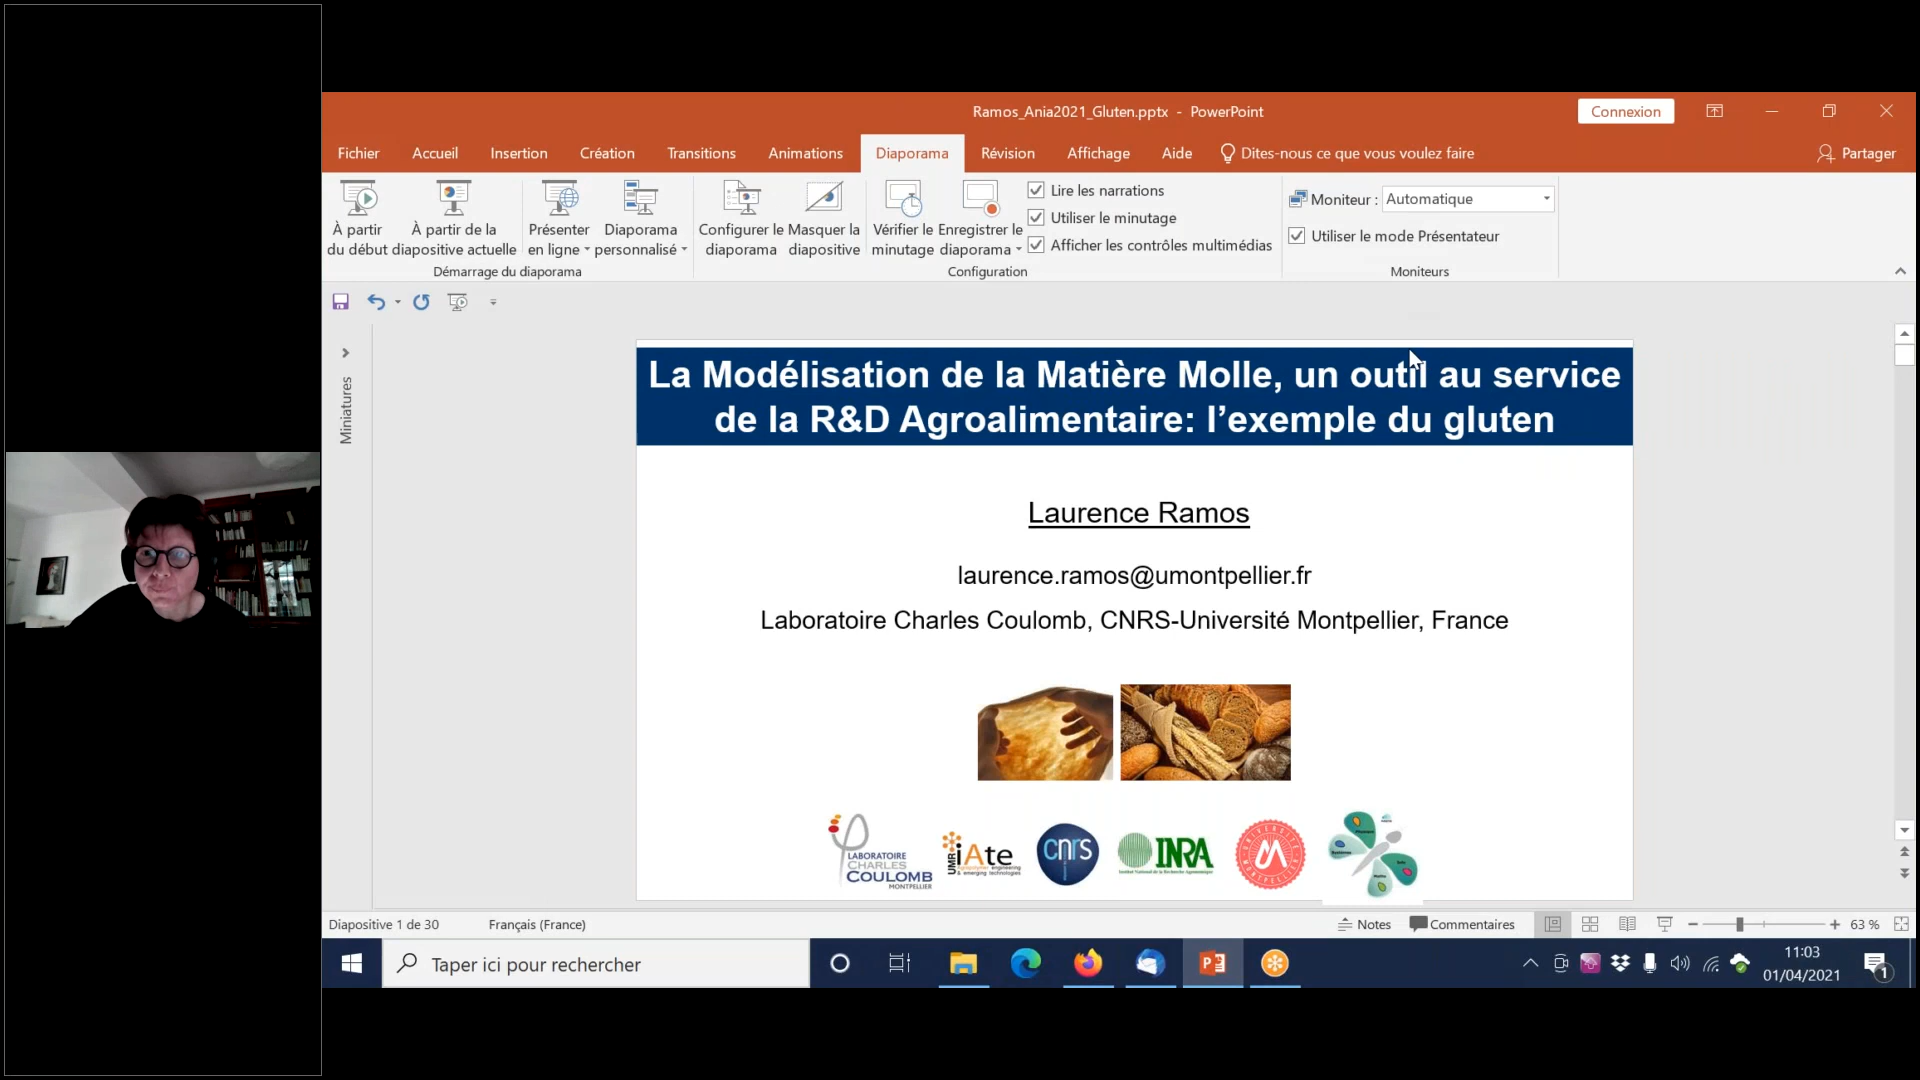 Ramos_Ania2021_Gluten.pptx - PowerPoint
Connexion
Fichier Accueil Insertion Création Transitions Animations Diaporama Révision Affichage Aide Dites-nous ce que vous voulez faire Partager
À partir du début
À partir de la diapositive actuelle
Présenter en ligne
Diaporama personnalisé
Démarrage du diaporama
Configurer le diaporama
Masquer la diapositive
Vérifier le minutage
Enregistrer le diaporama
Lire les narrations
Utiliser le minutage
Afficher les contrôles multimédias
Configuration
Moniteur : Automatique
Utiliser le mode Présentateur
Moniteurs
Miniatures
La Modélisation de la Matière Molle, un outil au service
de la R&D Agroalimentaire: l’exemple du gluten
Laurence Ramos
laurence.ramos@umontpellier.fr
Laboratoire Charles Coulomb, CNRS-Université Montpellier, France
LABORATOIRE
CHARLES
COULOMB
MONTPELLIER
UMR iAte
cnrs
INRA
Diapositive 1 de 30 Français (France) Notes Commentaires 63 %
Taper ici pour rechercher
11:03
01/04/2021
1